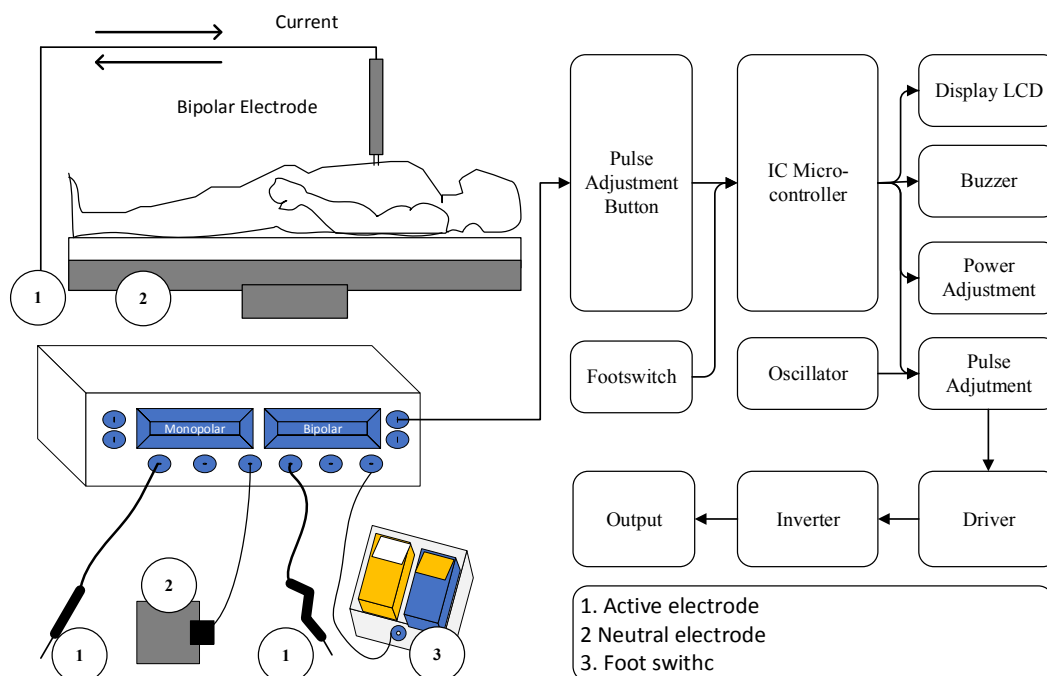 Current
Bipolar Electrode
1
2
Monopolar
Bipolar
2
1
1
3
Pulse
Adjustment
Button
IC Micro-
controller
Display LCD
Buzzer
Power
Adjustment
Footswitch
Oscillator
Pulse
Adjutment
Output
Inverter
Driver
1. Active electrode
2 Neutral electrode
3. Foot swithc